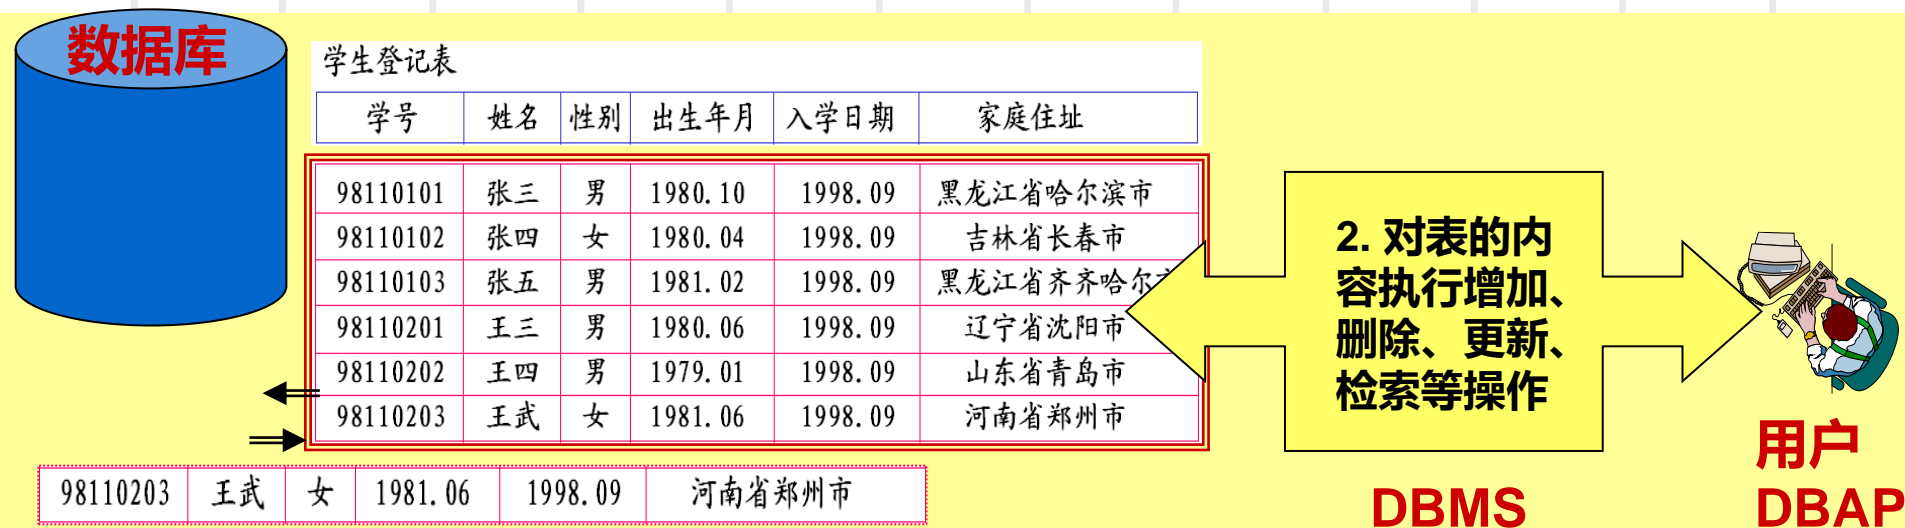 数据库
学生登记表
学号 姓名 性别 出生年月 入学日期 家庭住址
98110101 张三 男 1980.10 1998.09 黑龙江省哈尔滨市
98110102 张四 女 1980.04 1998.09 吉林省长春市
98110103 张五 男 1981.02 1998.09 黑龙江省齐齐哈尔
98110201 王三 男 1980.06 1998.09 辽宁省沈阳市
98110202 王四 男 1979.01 1998.09 山东省青岛市
98110203 王武 女 1981.06 1998.09 河南省郑州市
98110203 王武 女 1981.06 1998.09 河南省郑州市
2. 对表的内
容执行增加、
删除、更新、
检索等操作
DBMS
用户
DBAP